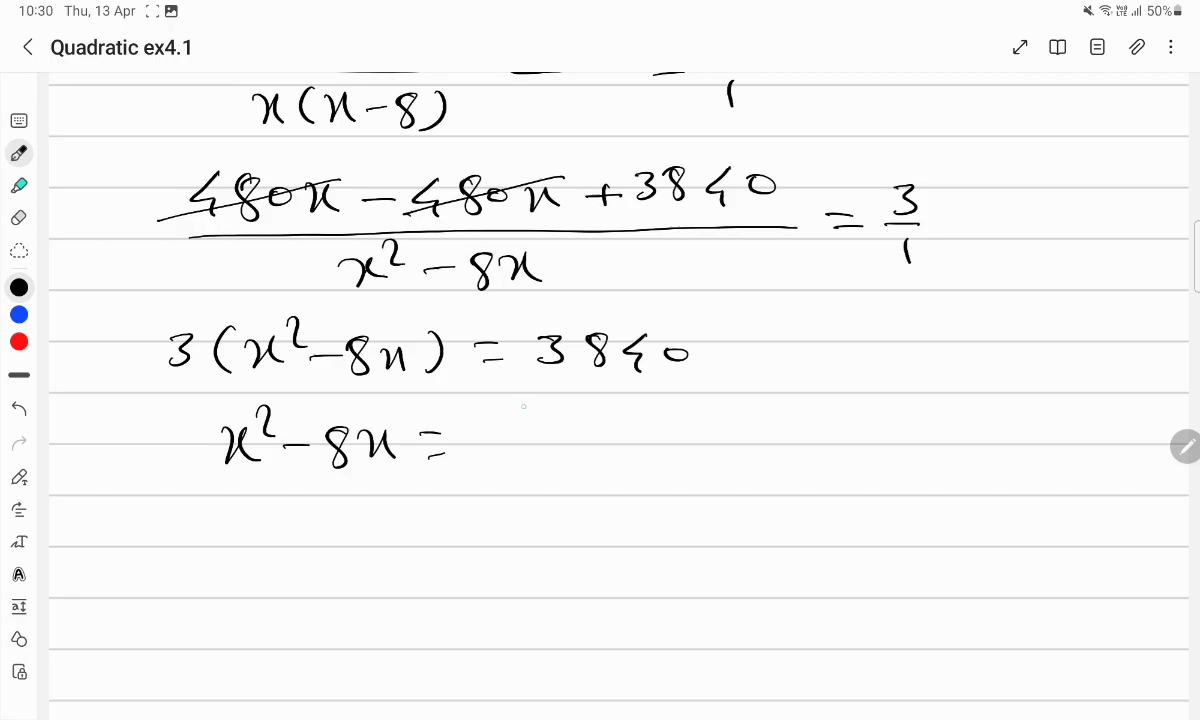 10:30 Thu, 13 Apr 50%
Quadratic ex4.1
x(x-8) 1
480x - 480x + 3840 = 3
x² - 8x 1
3(x² - 8x) = 3840
x² - 8x =